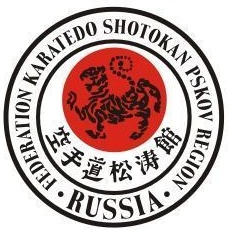 FEDERATION KARATEDO SHOTOKAN PSKOV REGION
空手道松涛館
· RUSSIA ·